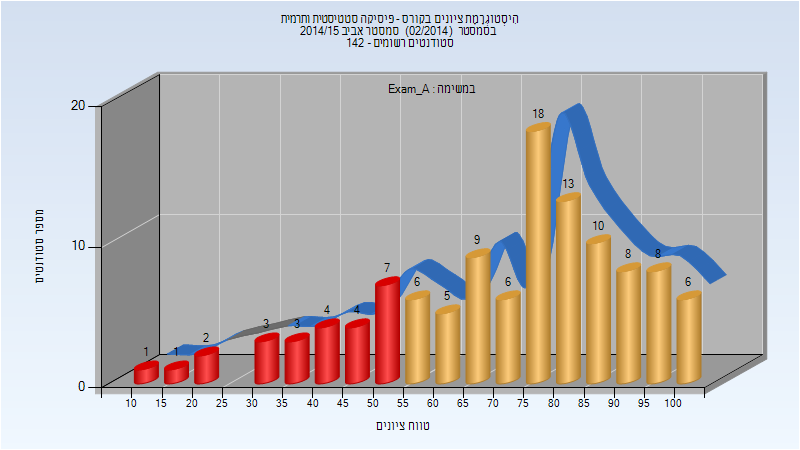 היסטוגרמת ציונים בקורס - פיסיקה סטטיסטית ותרמית
בסמסטר (02/2014) סמסטר אביב 2014/15
סטודנטים רשומים - 142
במשימה : Exam_A
מספר סטודנטים
20
10
0
1 1 2 3 3 4 4 7 6 5 9 6 18 13 10 8 8 6
10 15 20 25 30 35 40 45 50 55 60 65 70 75 80 85 90 95 100
טווח ציונים